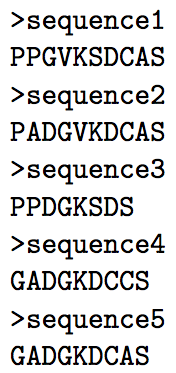 >sequence1
PPGVKSDCAS
>sequence2
PADGVKDCAS
>sequence3
PPDGKSDS
>sequence4
GADGKDCCS
>sequence5
GADGKDCAS